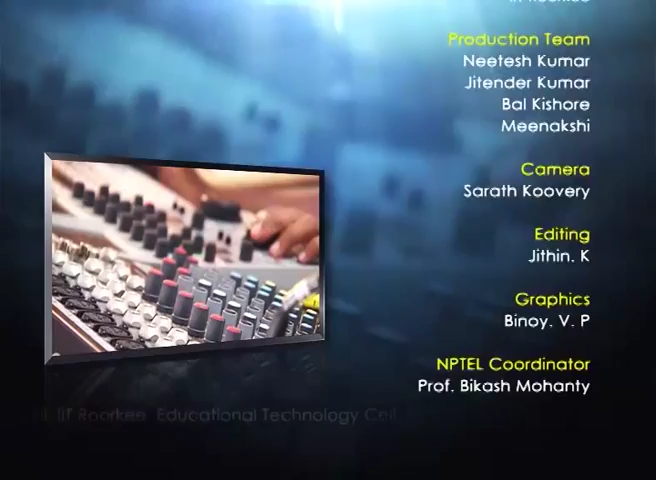 Production Team
Neetesh Kumar
Jitender Kumar
Bal Kishore
Meenakshi
Camera
Sarath Koovery
Editing
Jithin. K
Graphics
Binoy. V. P
NPTEL Coordinator
Prof. Bikash Mohanty
Roorkee Educational Technology Cell